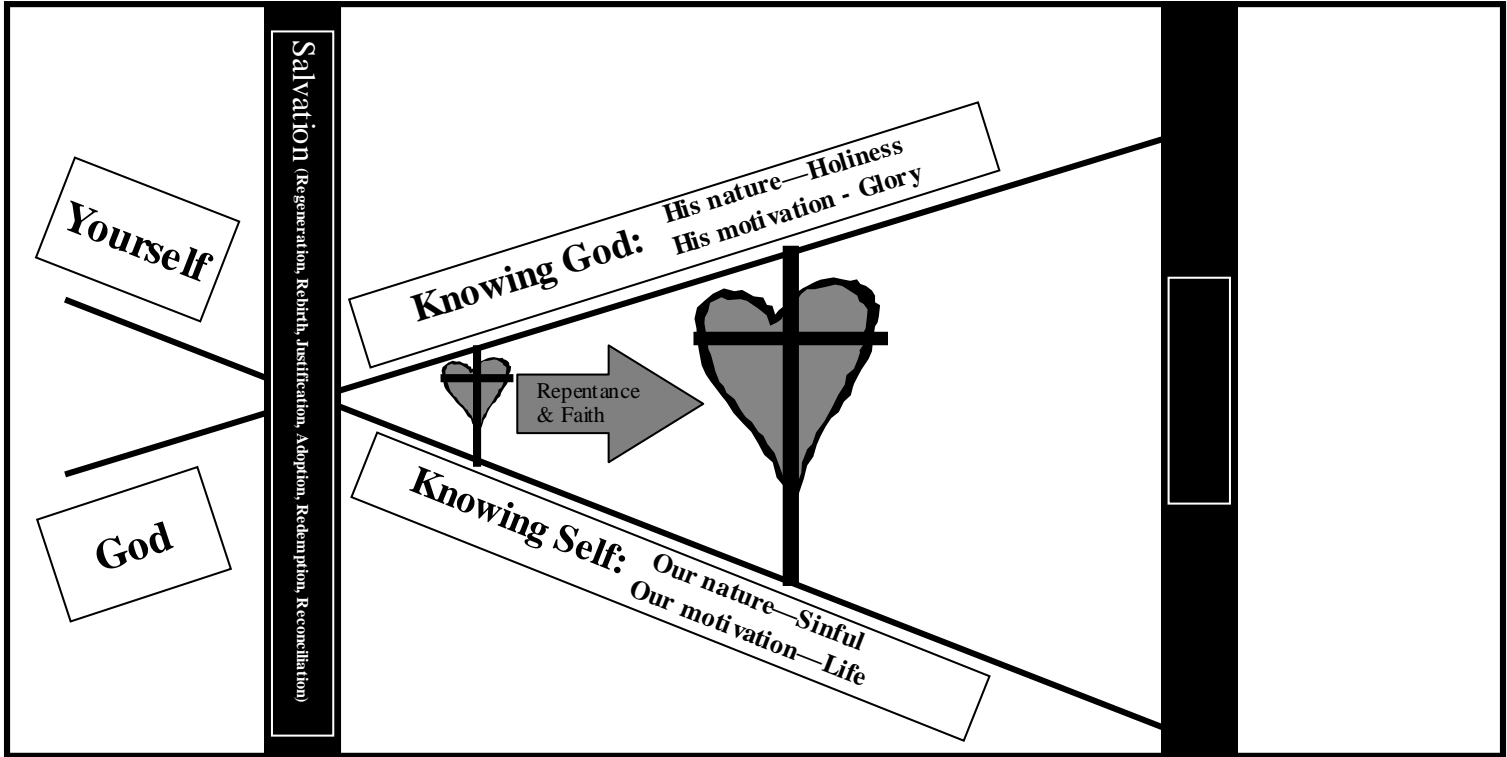 Yourself
God
Salvation (Regeneration, Rebirth, Justification, Adoption, Redemption, Reconciliation)
Knowing God:
His nature—Holiness
His motivation - Glory
Repentance
& Faith
Knowing Self:
Our nature—Sinful
Our motivation—Life